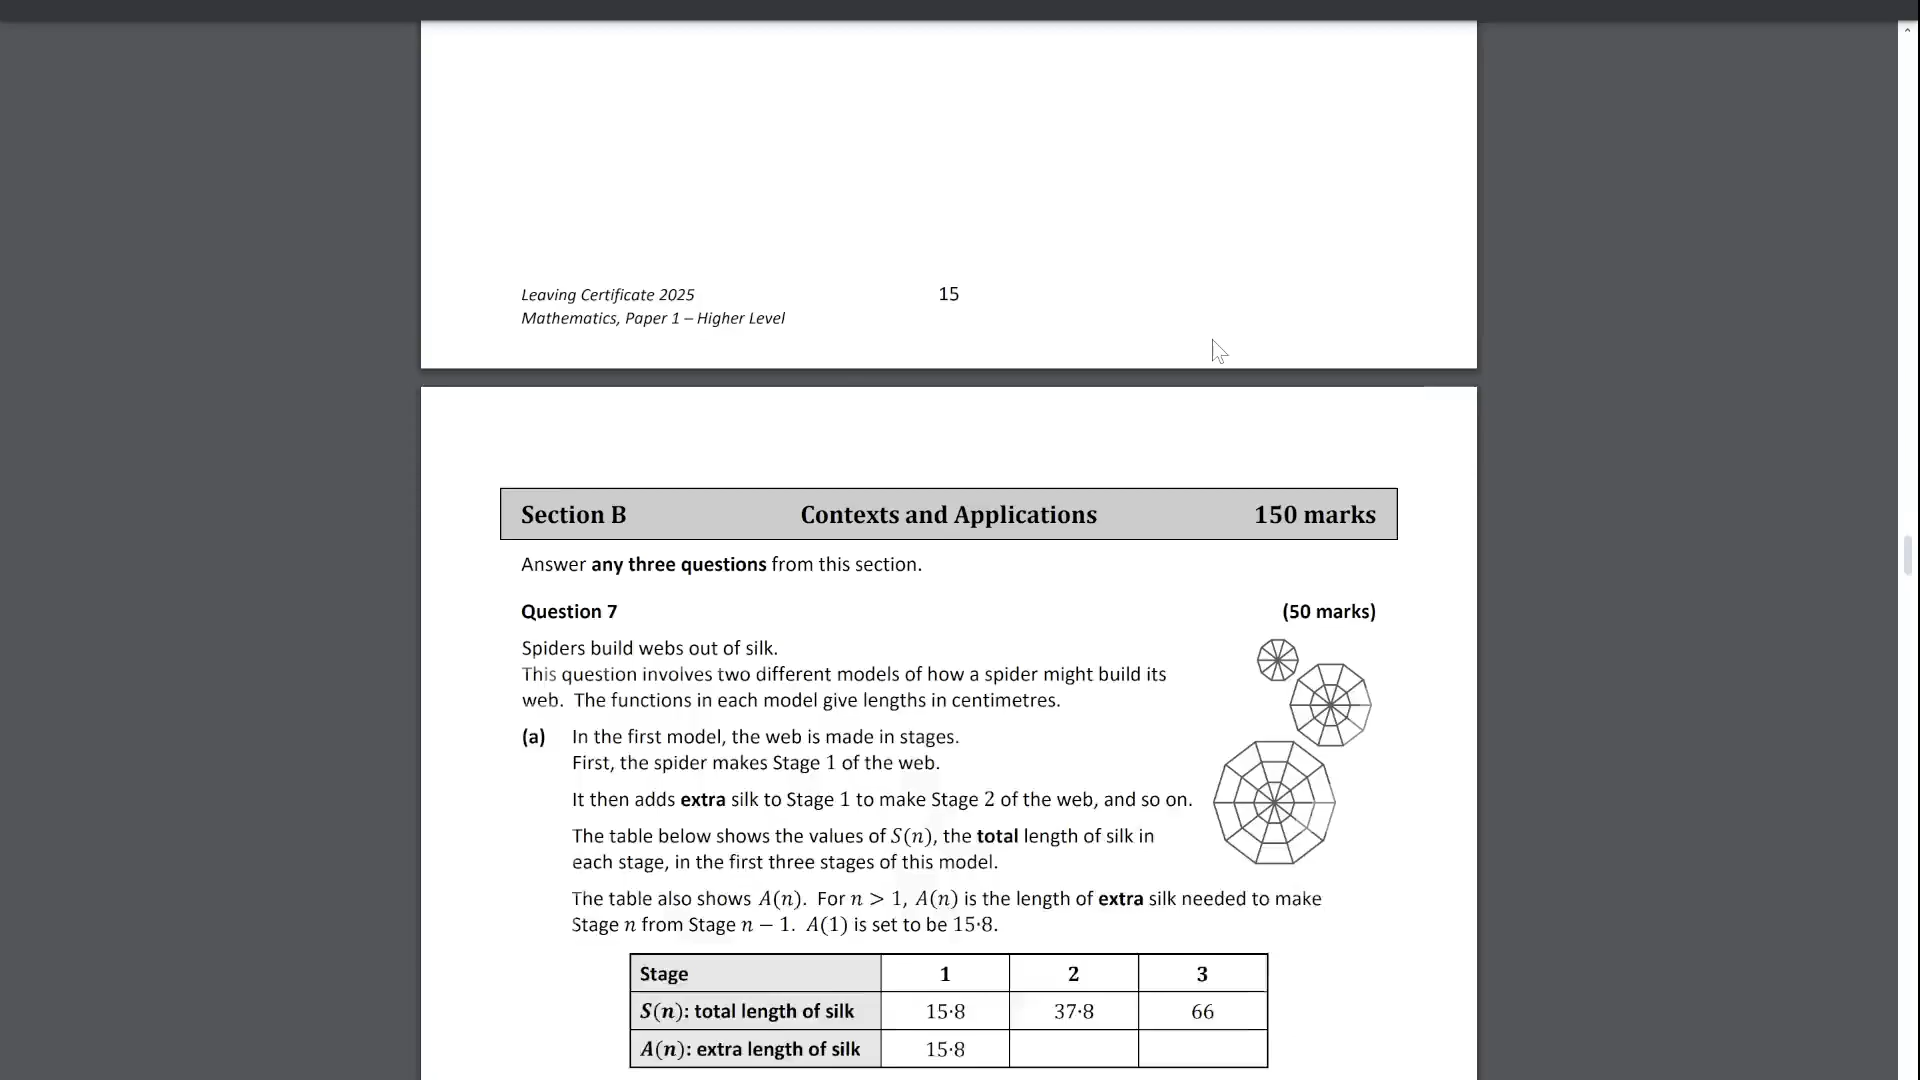 Leaving Certificate 2025
15
Mathematics, Paper 1 – Higher Level
Section B Contexts and Applications 150 marks
Answer any three questions from this section.
Question 7 (50 marks)
Spiders build webs out of silk.
This question involves two different models of how a spider might build its
web. The functions in each model give lengths in centimetres.
(a) In the first model, the web is made in stages.
First, the spider makes Stage 1 of the web.
It then adds extra silk to Stage 1 to make Stage 2 of the web, and so on.
The table below shows the values of S(n), the total length of silk in
each stage, in the first three stages of this model.
The table also shows A(n). For n > 1, A(n) is the length of extra silk needed to make
Stage n from Stage n − 1. A(1) is set to be 15·8.
Stage 1 2 3
S(n): total length of silk 15·8 37·8 66
A(n): extra length of silk 15·8